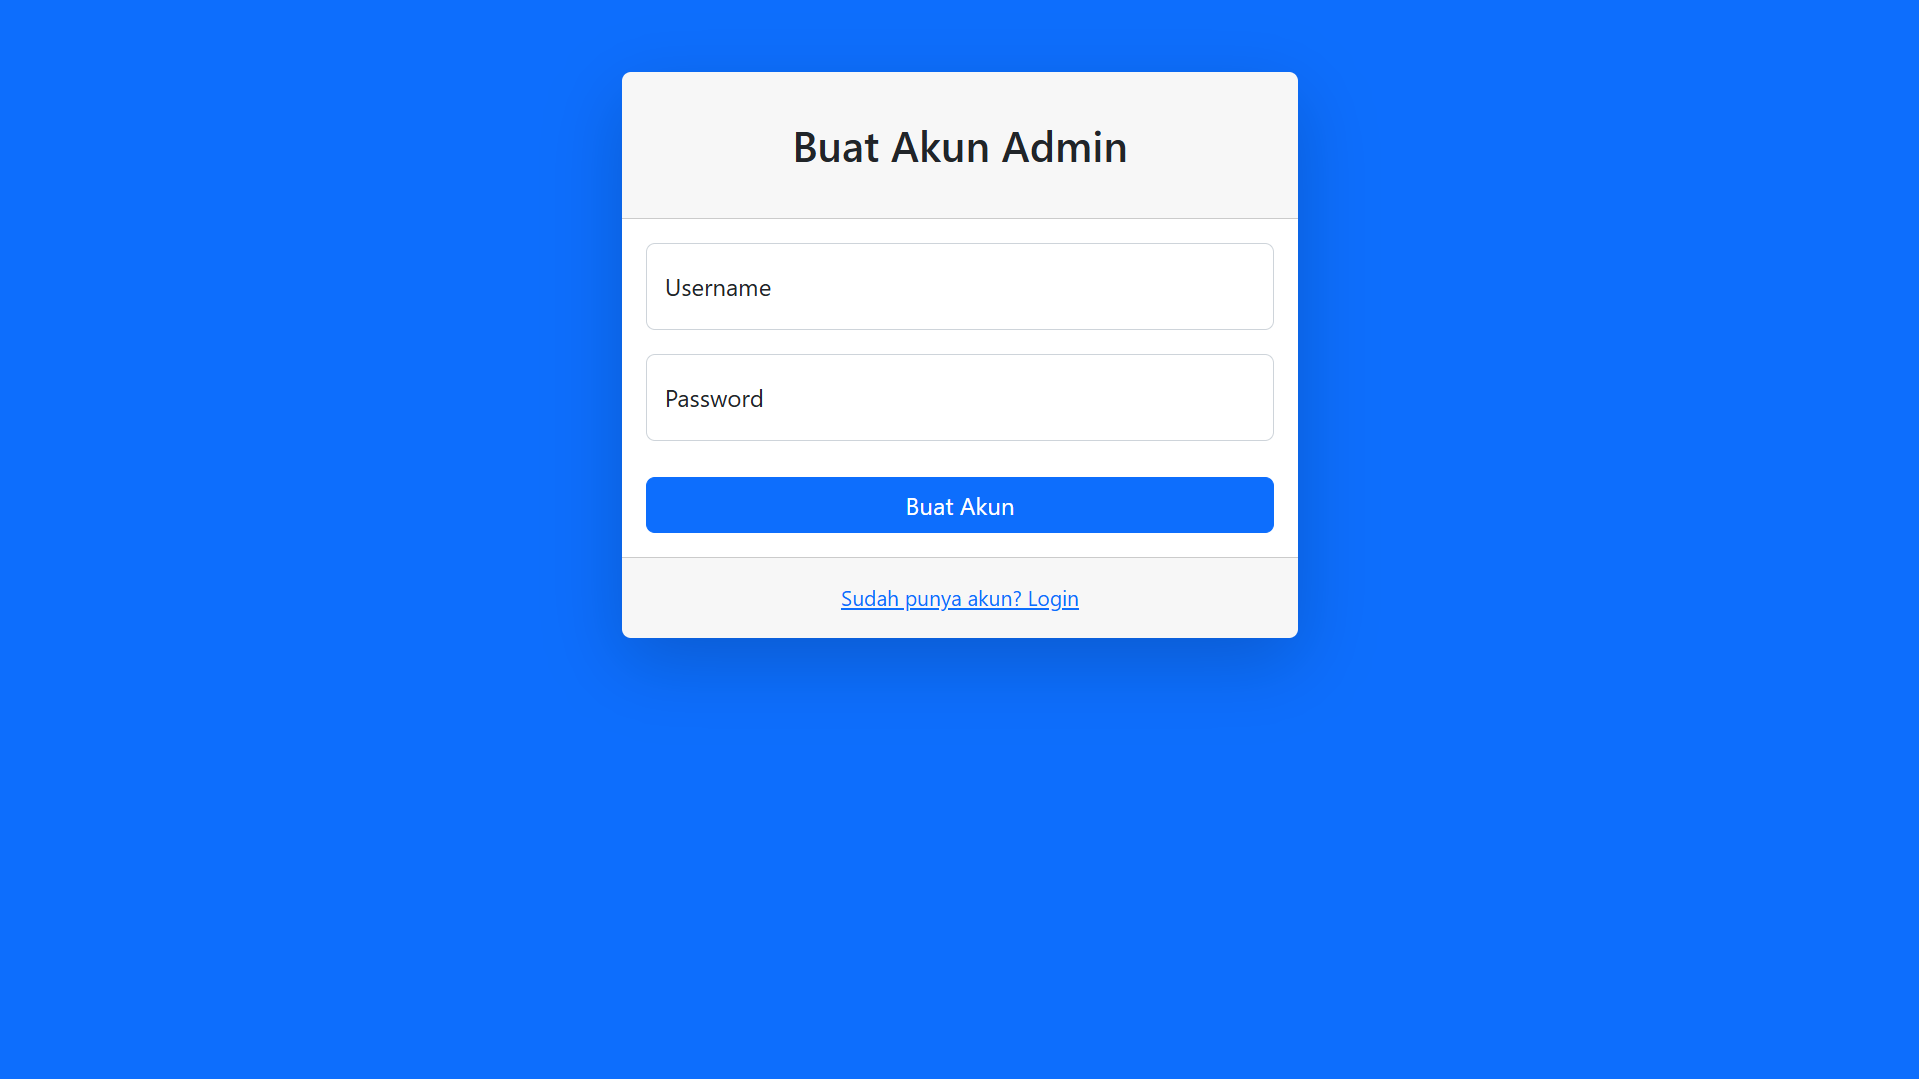 Buat Akun Admin
Username
Password
Buat Akun
Sudah punya akun? Login